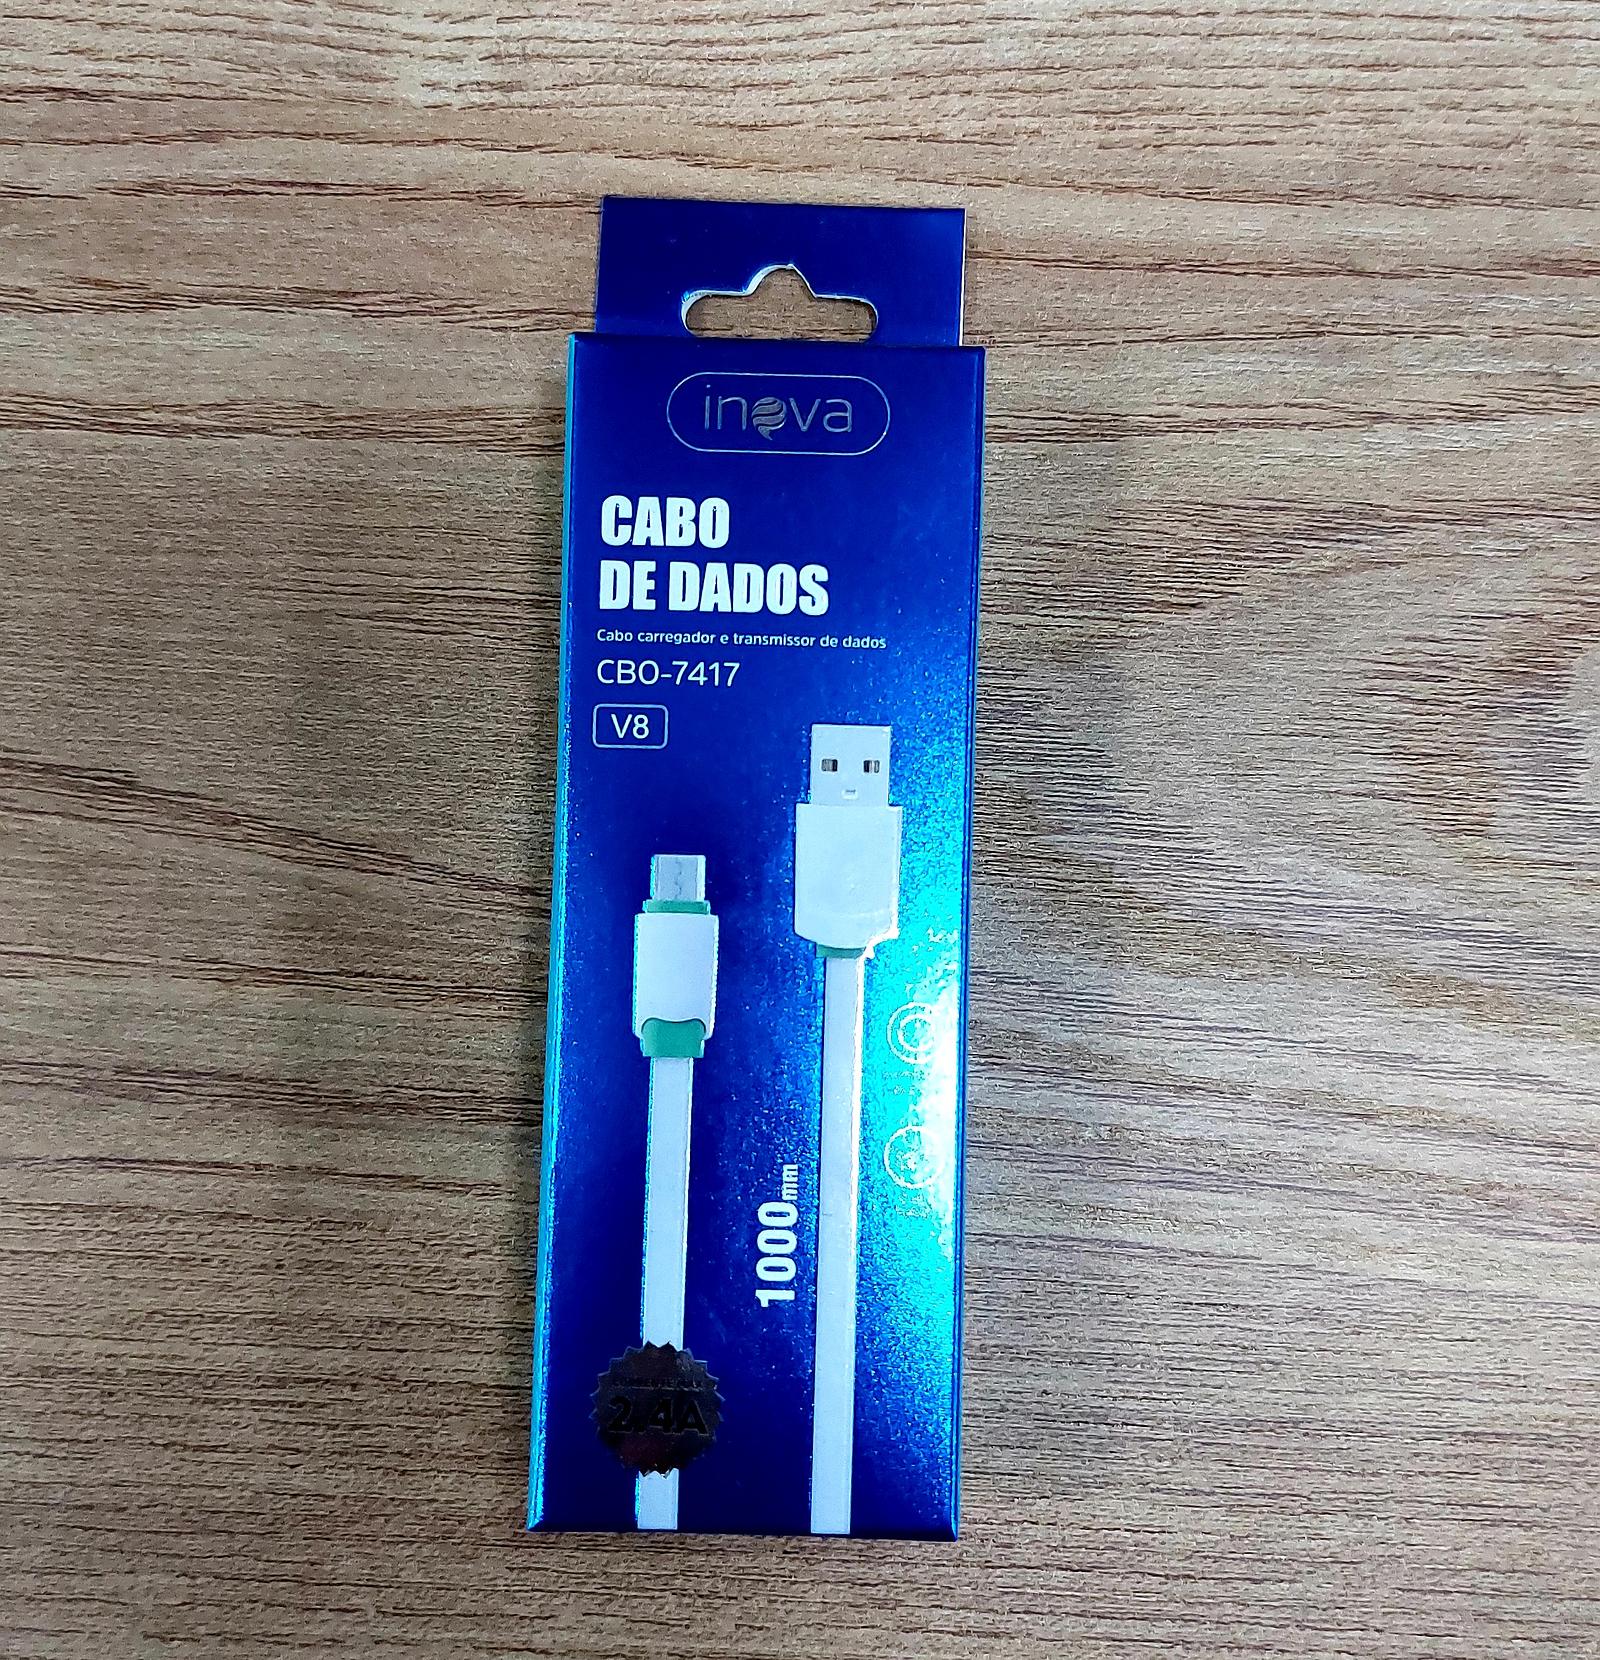 inova
CABO
DE DADOS
Cabo carregador e transmissor de dados
CBO-7417
V8
1000mm
2.4A